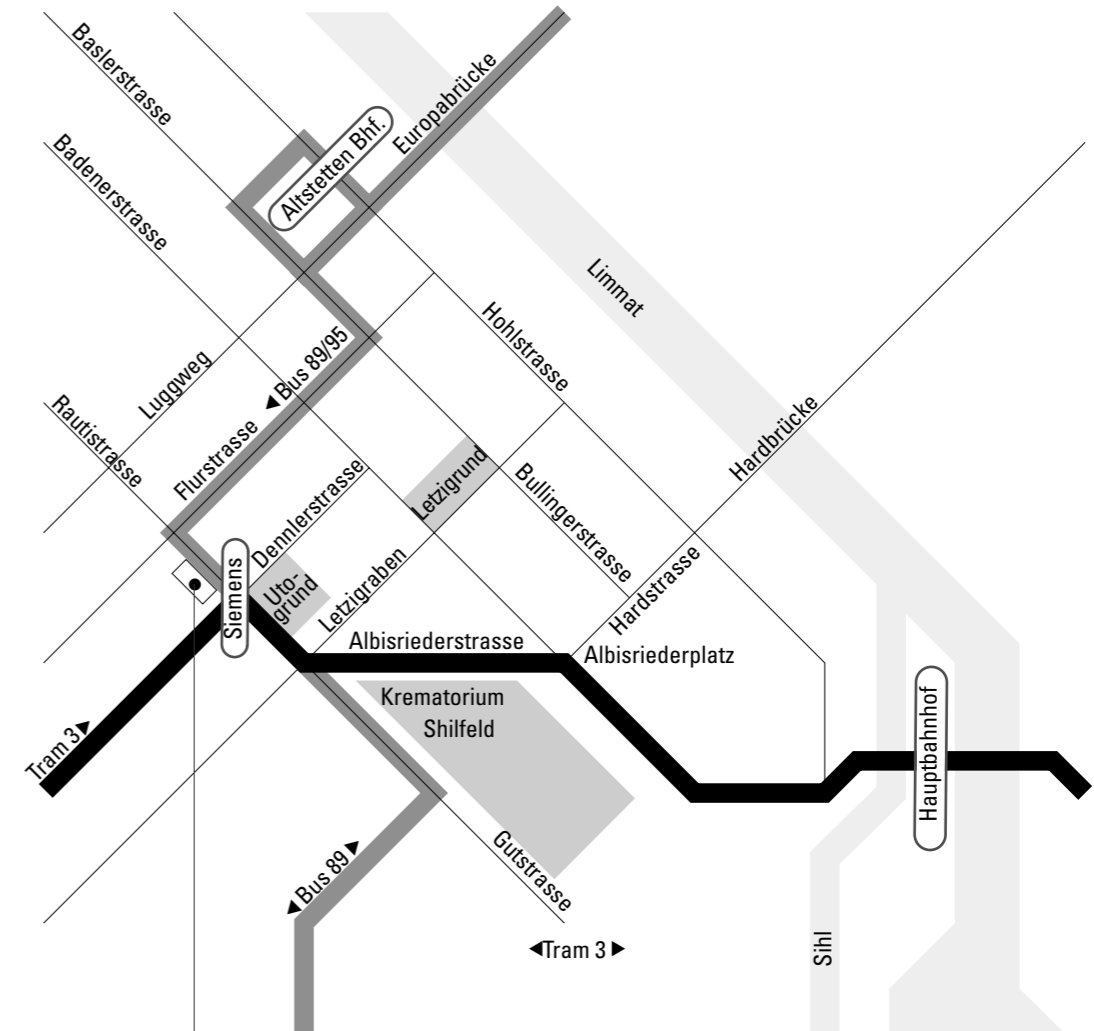 Baslerstrasse
Europabrücke
Altstetten Bhf.
Badenerstrasse
Limmat
Hohlstrasse
Bus 89/95
Luggweg
Rautistrasse
Hardbrücke
Flurstrasse
Letzigrund
Dennlerstrasse
Bullingerstrasse
Siemens
Uto-
grund
Letzigraben
Hardstrasse
Albisriederstrasse
Albisriederplatz
Krematorium
Shilfeld
Tram 3
Hauptbahnhof
Gutstrasse
Bus 89
Tram 3
Sihl